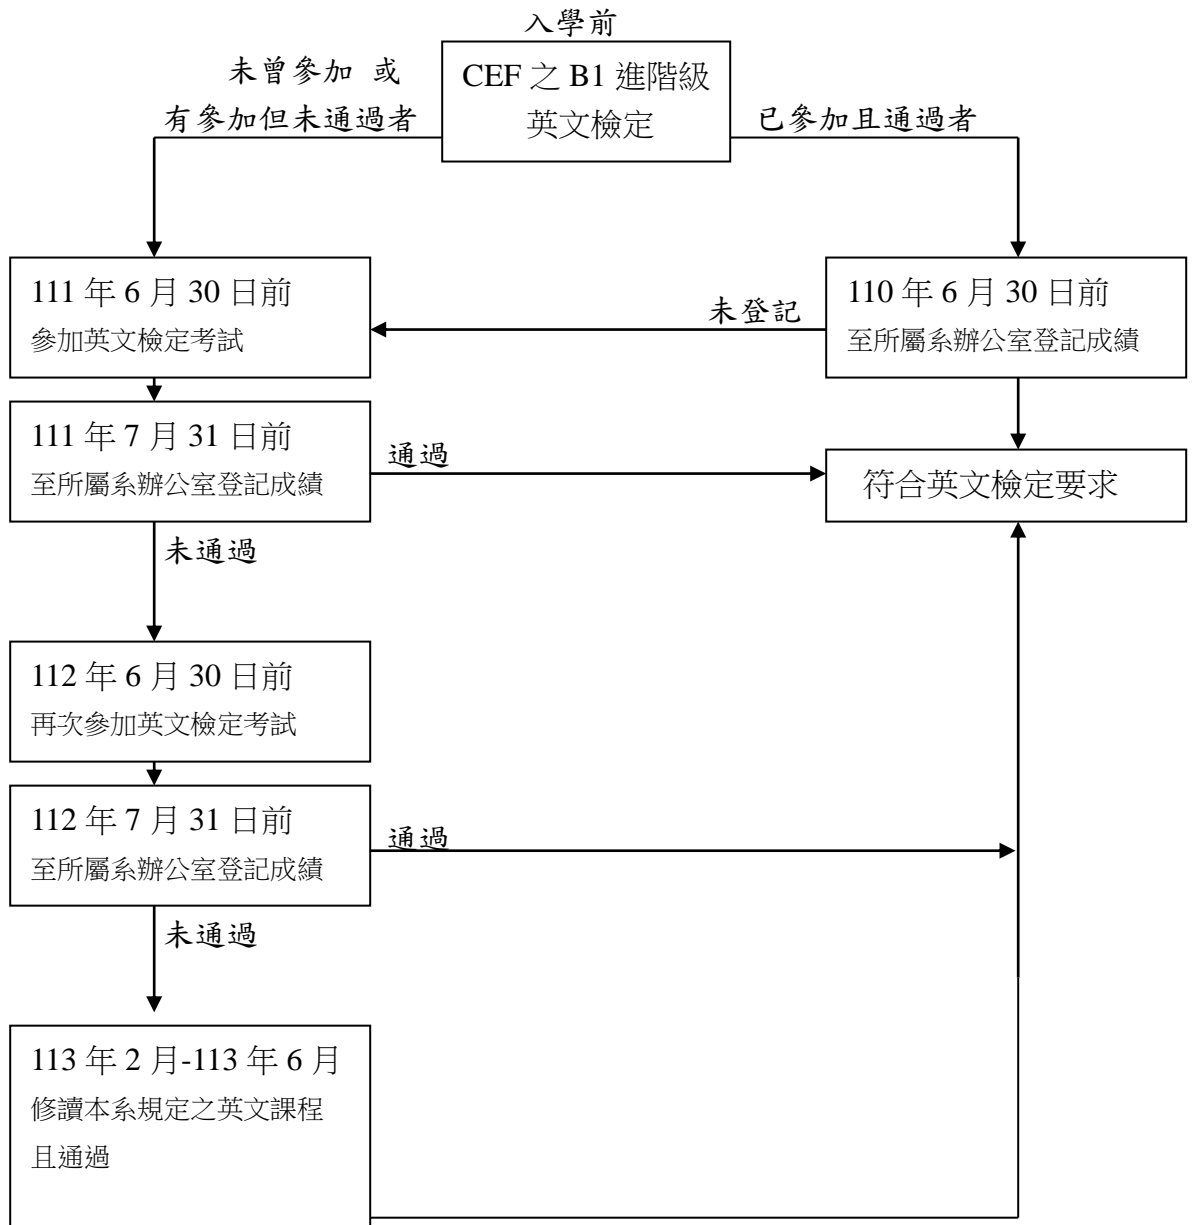 入學前
未曾參加 或
有參加但未通過者
CEF 之 B1 進階級
英文檢定
已參加且通過者
111 年 6 月 30 日前
參加英文檢定考試
未登記
110 年 6 月 30 日前
至所屬系辦公室登記成績
111 年 7 月 31 日前
至所屬系辦公室登記成績
通過
符合英文檢定要求
未通過
112 年 6 月 30 日前
再次參加英文檢定考試
112 年 7 月 31 日前
至所屬系辦公室登記成績
通過
未通過
113 年 2 月-113 年 6 月
修讀本系規定之英文課程
且通過